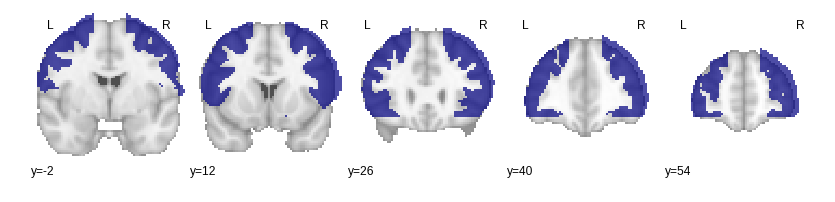 L R L R L R L R L R
y=-2 y=12 y=26 y=40 y=54